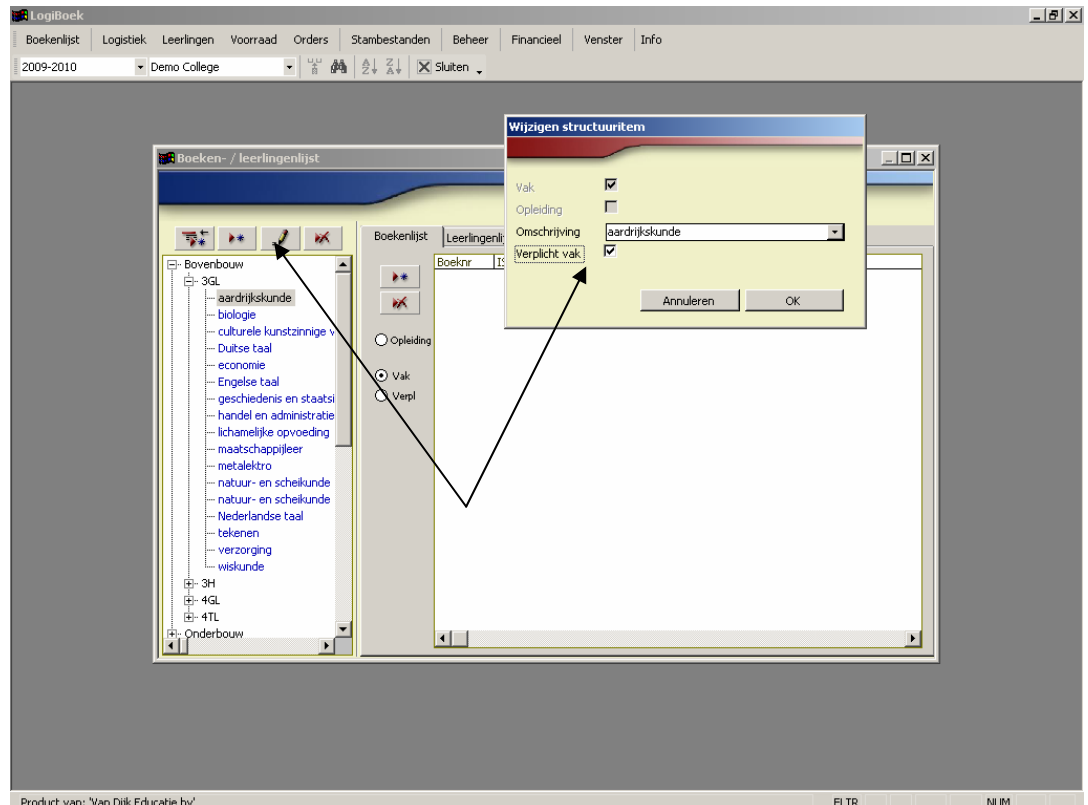 LogiBoek
Boekenlijst Logistiek Leerlingen Voorraad Orders Stambestanden Beheer Financieel Venster Info
2009-2010 Demo College Sluiten
Wijzigen structuuritem
Vak
Opleiding
Omschrijving aardrijkskunde
Verplicht vak
Annuleren OK
Boeken- / leerlingenlijst
Boekenlijst Leerlingenlij
Boeknr IS
Opleiding
Vak
Verpl
Bovenbouw
3GL
aardrijkskunde
biologie
culturele kunstzinnige v
Duitse taal
economie
Engelse taal
geschiedenis en staatsi
handel en administratie
lichamelijke opvoeding
maatschappijleer
metalektro
natuur- en scheikunde
natuur- en scheikunde
Nederlandse taal
tekenen
verzorging
wiskunde
3H
4GL
4TL
Onderbouw
Product van: 'Van Dijk Educatie bv' FLTR NUM